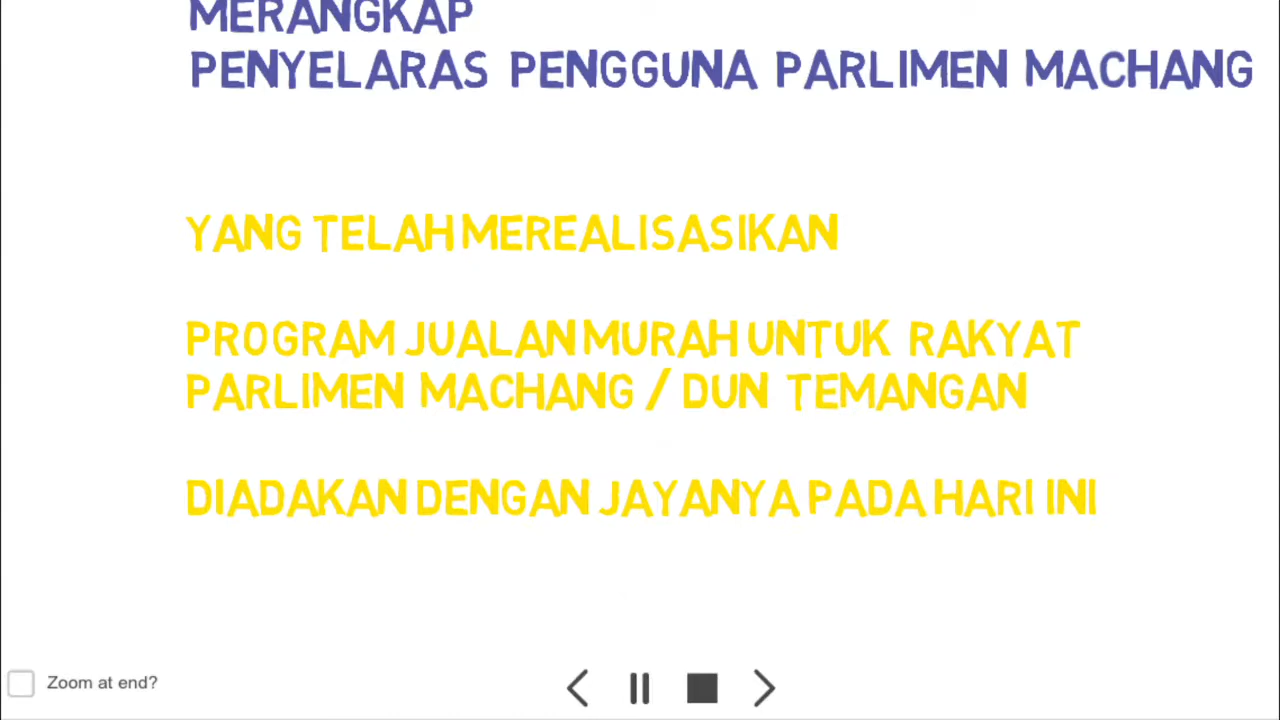 MERANGKAP
PENYELARAS PENGGUNA PARLIMEN MACHANG
YANG TELAH MEREALISASIKAN
PROGRAM JUALAN MURAH UNTUK RAKYAT
PARLIMEN MACHANG / DUN TEMANGAN
DIADAKAN DENGAN JAYANYA PADA HARI INI
Zoom at end?